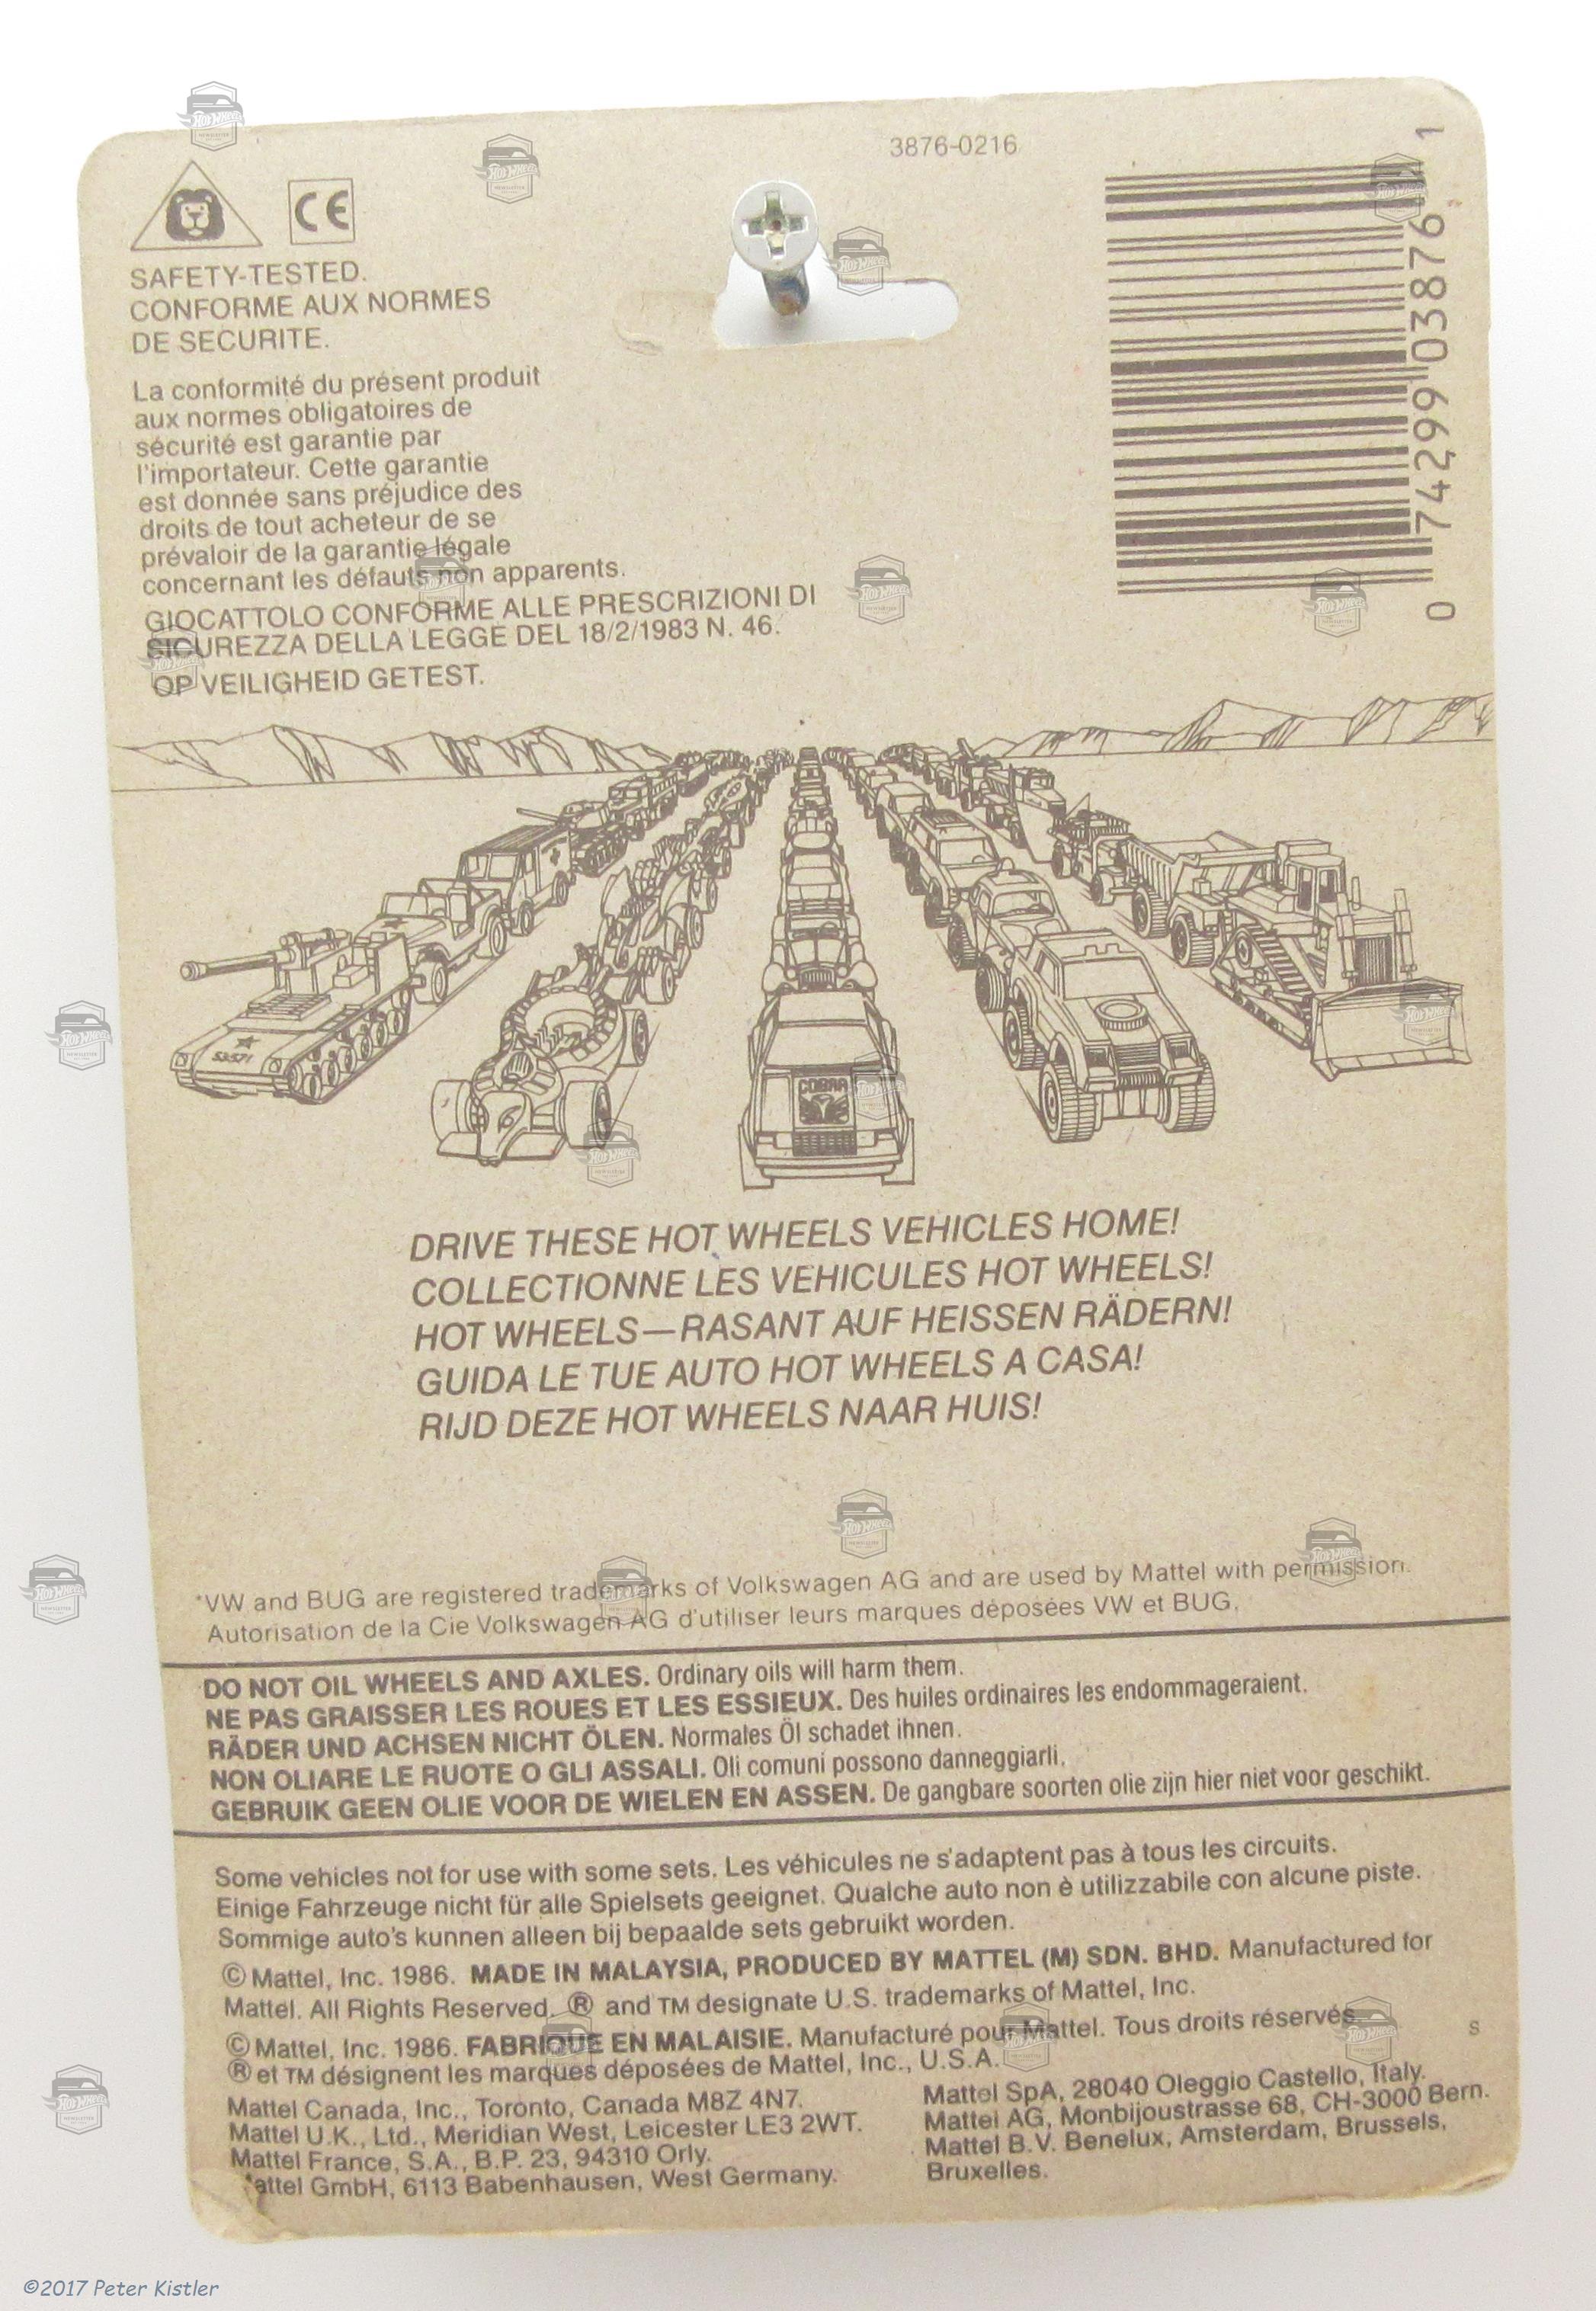 3876-0216
CE
SAFETY-TESTED.
CONFORME AUX NORMES
DE SECURITE.
La conformité du présent produit
aux normes obligatoires de
sécurité est garantie par
l'importateur. Cette garantie
est donnée sans préjudice des
droits de tout acheteur de se
prévaloir de la garantie légale
concernant les défauts non apparents.
GIOCATTOLO CONFORME ALLE PRESCRIZIONI DI
SICUREZZA DELLA LEGGE DEL 18/2/1983 N. 46.
OP VEILIGHEID GETEST.
0 74299 03876 1
COBRA
DRIVE THESE HOT WHEELS VEHICLES HOME!
COLLECTIONNE LES VEHICULES HOT WHEELS!
HOT WHEELS—RASANT AUF HEISSEN RÄDERN!
GUIDA LE TUE AUTO HOT WHEELS A CASA!
RIJD DEZE HOT WHEELS NAAR HUIS!
*VW and BUG are registered trademarks of Volkswagen AG and are used by Mattel with permission.
Autorisation de la Cie Volkswagen AG d'utiliser leurs marques déposées VW et BUG.
DO NOT OIL WHEELS AND AXLES. Ordinary oils will harm them.
NE PAS GRAISSER LES ROUES ET LES ESSIEUX. Des huiles ordinaires les endommageraient.
RÄDER UND ACHSEN NICHT ÖLEN. Normales Öl schadet ihnen.
NON OLIARE LE RUOTE O GLI ASSALI. Oli comuni possono danneggiarli.
GEBRUIK GEEN OLIE VOOR DE WIELEN EN ASSEN. De gangbare soorten olie zijn hier niet voor geschikt.
Some vehicles not for use with some sets. Les véhicules ne s'adaptent pas à tous les circuits.
Einige Fahrzeuge nicht für alle Spielsets geeignet. Qualche auto non è utilizzabile con alcune piste.
Sommige auto's kunnen alleen bij bepaalde sets gebruikt worden.
© Mattel, Inc. 1986. MADE IN MALAYSIA, PRODUCED BY MATTEL (M) SDN. BHD. Manufactured for
Mattel. All Rights Reserved. ® and TM designate U.S. trademarks of Mattel, Inc.
© Mattel, Inc. 1986. FABRIQUE EN MALAISIE. Manufacturé pour Mattel. Tous droits réservés.
® et TM désignent les marques déposées de Mattel, Inc., U.S.A.
S
Mattel Canada, Inc., Toronto, Canada M8Z 4N7.
Mattel U.K., Ltd., Meridian West, Leicester LE3 2WT.
Mattel France, S.A., B.P. 23, 94310 Orly.
attel GmbH, 6113 Babenhausen, West Germany.
Mattel SpA, 28040 Oleggio Castello, Italy.
Mattel AG, Monbijoustrasse 68, CH-3000 Bern.
Mattel B.V. Benelux, Amsterdam, Brussels,
Bruxelles.
©2017 Peter Kistler